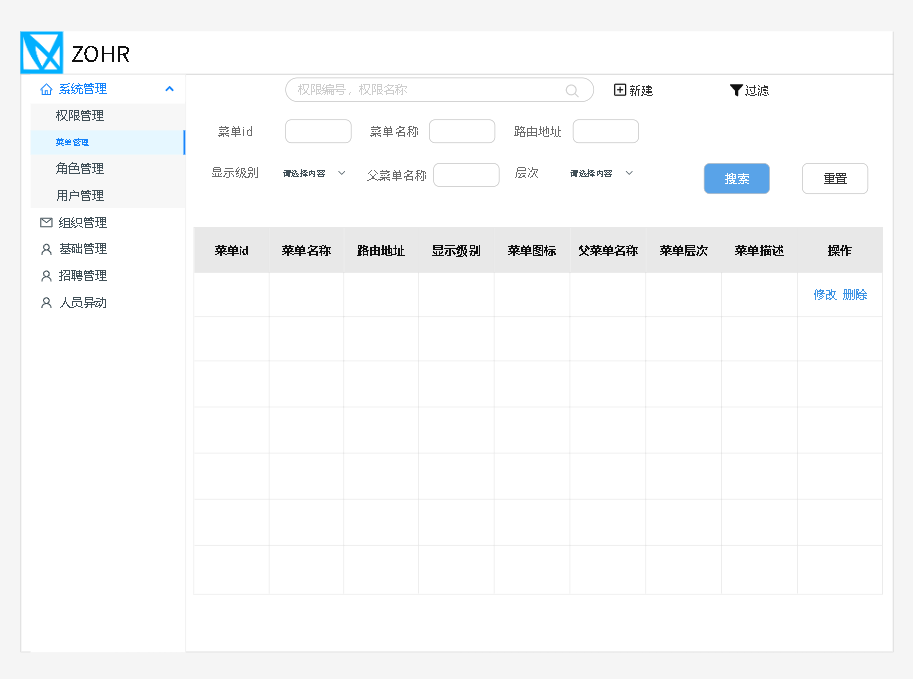 ZOHR
系统管理
权限管理
菜单管理
角色管理
用户管理
组织管理
基础管理
招聘管理
人员异动
权限编号，权限名称
新建
过滤
菜单id
菜单名称
路由地址
显示级别
请选择内容
父菜单名称
层次
请选择内容
搜索
重置
菜单id 菜单名称 路由地址 显示级别 菜单图标 父菜单名称 菜单层次 菜单描述 操作
修改 删除